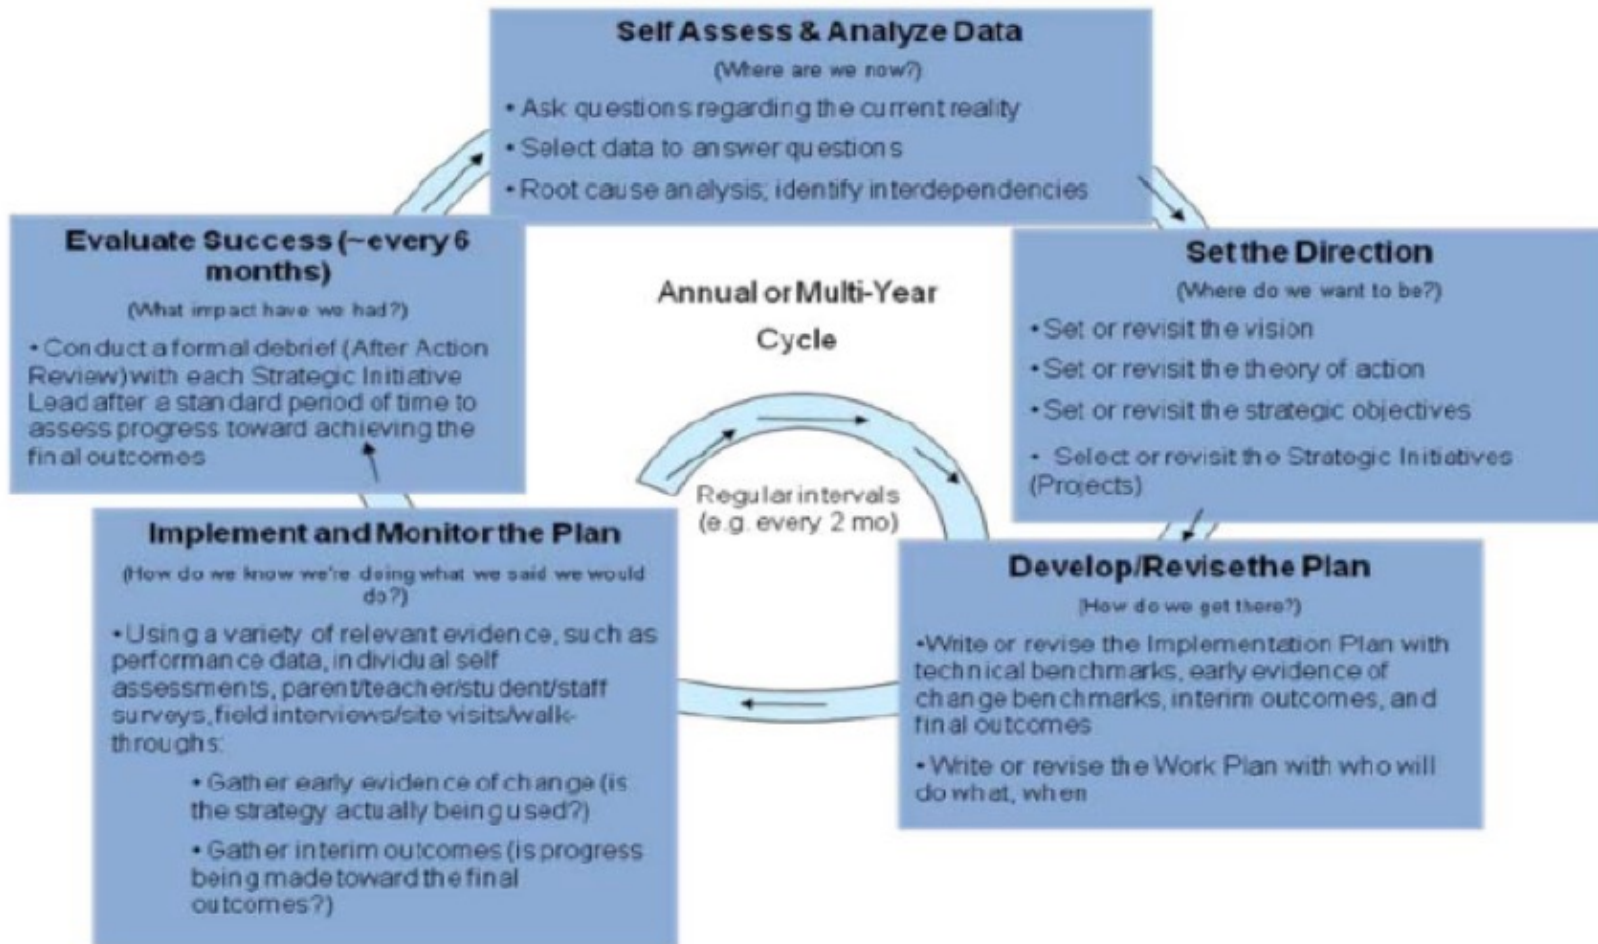 Self Assess & Analyze Data
(Where are we now?)
• Ask questions regarding the current reality
• Select data to answer questions
• Root cause analysis; identify interdependencies
Set the Direction
(Where do we want to be?)
• Set or revisit the vision
• Set or revisit the theory of action
• Set or revisit the strategic objectives
• Select or revisit the Strategic Initiatives
(Projects)
Develop/Revise the Plan
(How do we get there?)
•Write or revise the Implementation Plan with
technical benchmarks, early evidence of
change benchmarks, interim outcomes, and
final outcomes
• Write or revise the Work Plan with who will
do what, when
Implement and Monitor the Plan
(How do we know we're doing what we said we would
do?)
•Using a variety of relevant evidence, such as
performance data, individual self
assessments, parent/teacher/student/staff
surveys, field interviews/site visits/walk-
throughs:
• Gather early evidence of change (is
the strategy actually being used?)
• Gather interim outcomes (is progress
being made toward the final
outcomes?)
Evaluate Success (~every 6
months)
(What impact have we had?)
• Conduct a formal debrief (After Action
Review) with each Strategic Initiative
Lead after a standard period of time to
assess progress toward achieving the
final outcomes
Annual or Multi-Year
Cycle
Regular intervals
(e.g. every 2 mo)